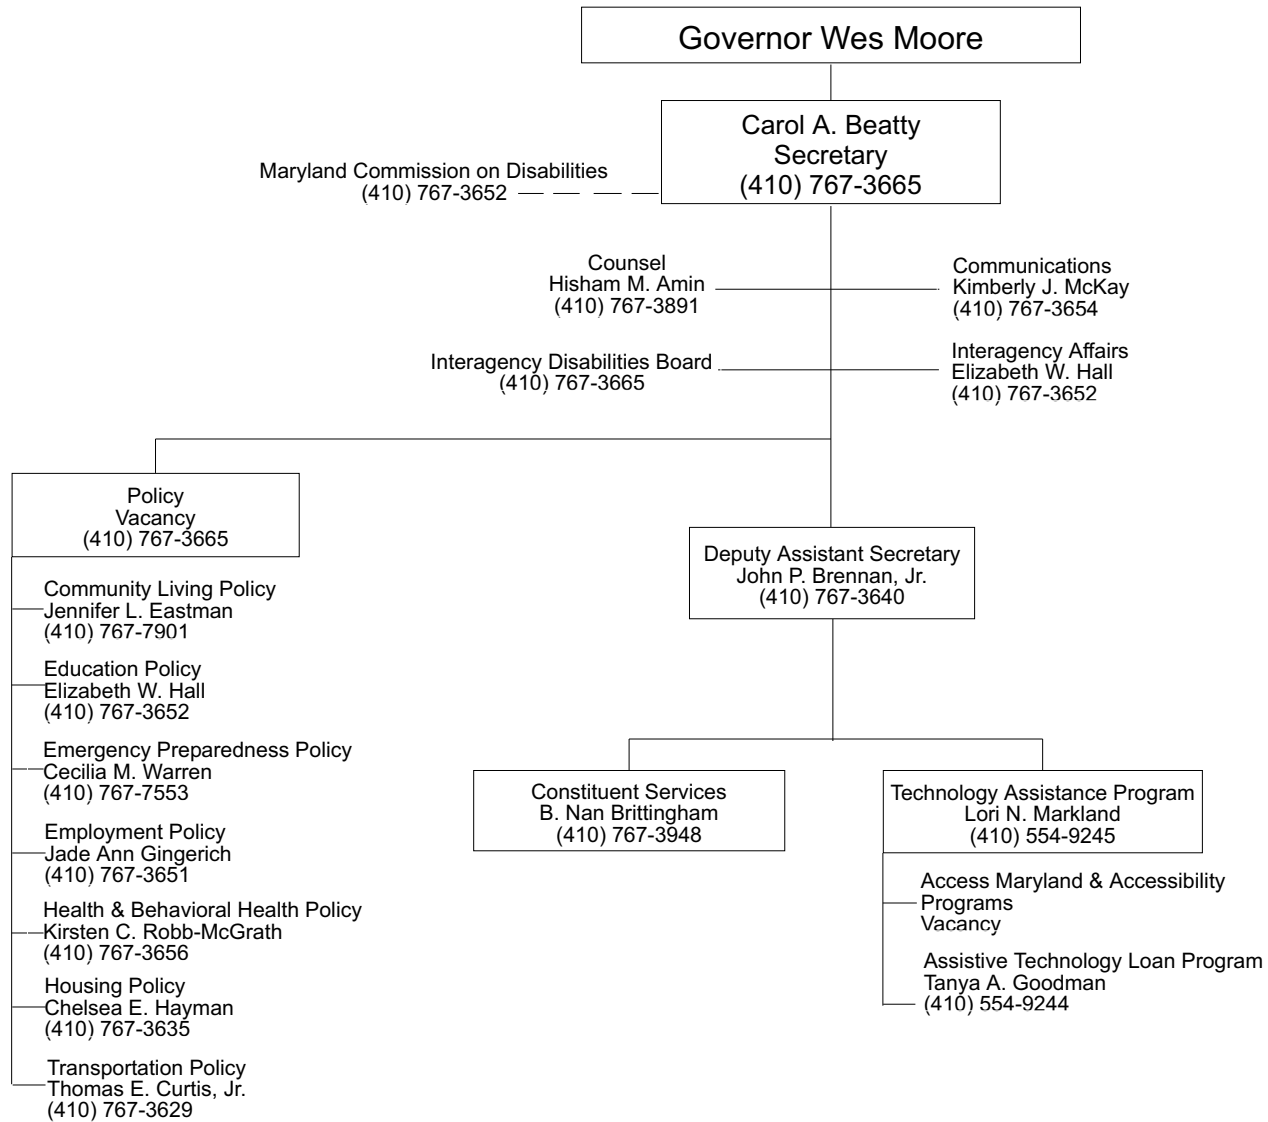 Governor Wes Moore
Carol A. Beatty
Secretary
(410) 767-3665
Maryland Commission on Disabilities
(410) 767-3652
Counsel
Hisham M. Amin
(410) 767-3891
Communications
Kimberly J. McKay
(410) 767-3654
Interagency Disabilities Board
(410) 767-3665
Interagency Affairs
Elizabeth W. Hall
(410) 767-3652
Policy
Vacancy
(410) 767-3665
Community Living Policy
Jennifer L. Eastman
(410) 767-7901
Education Policy
Elizabeth W. Hall
(410) 767-3652
Emergency Preparedness Policy
Cecilia M. Warren
(410) 767-7553
Employment Policy
Jade Ann Gingerich
(410) 767-3651
Health & Behavioral Health Policy
Kirsten C. Robb-McGrath
(410) 767-3656
Housing Policy
Chelsea E. Hayman
(410) 767-3635
Transportation Policy
Thomas E. Curtis, Jr.
(410) 767-3629
Deputy Assistant Secretary
John P. Brennan, Jr.
(410) 767-3640
Constituent Services
B. Nan Brittingham
(410) 767-3948
Technology Assistance Program
Lori N. Markland
(410) 554-9245
Access Maryland & Accessibility
Programs
Vacancy
Assistive Technology Loan Program
Tanya A. Goodman
(410) 554-9244